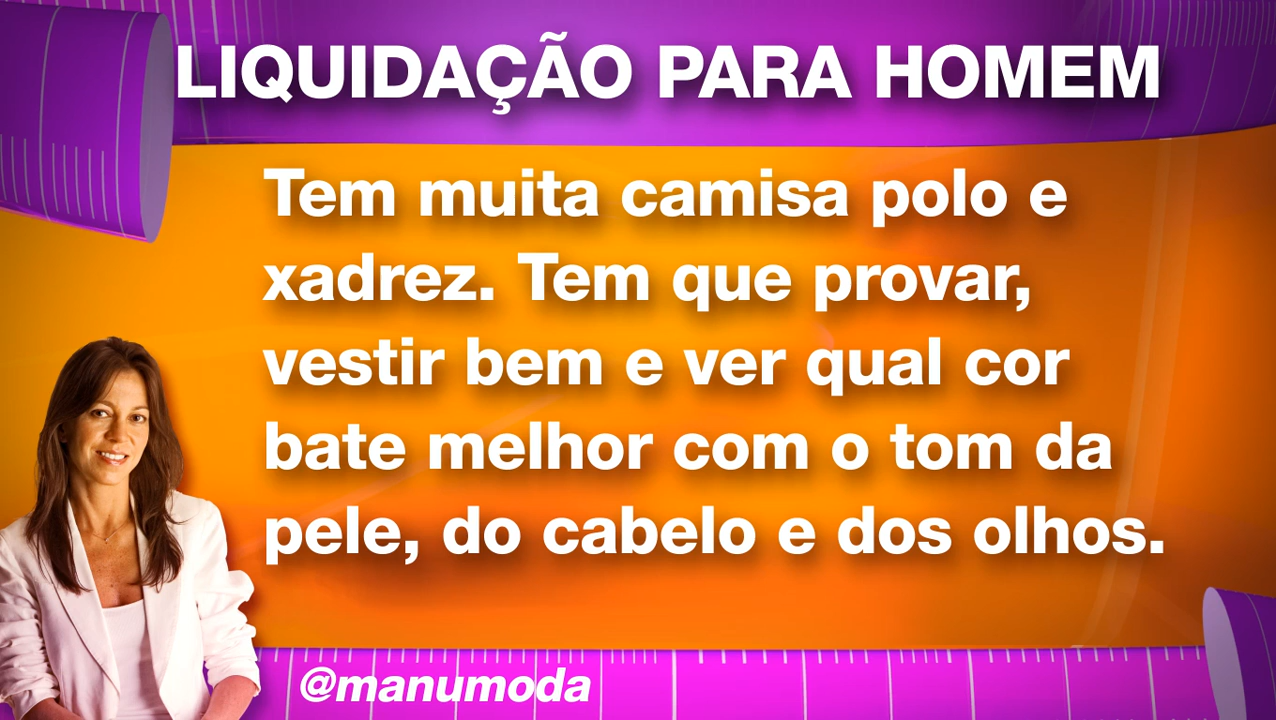 LIQUIDAÇÃO PARA HOMEM
Tem muita camisa polo e
xadrez. Tem que provar,
vestir bem e ver qual cor
bate melhor com o tom da
pele, do cabelo e dos olhos.
@manumoda